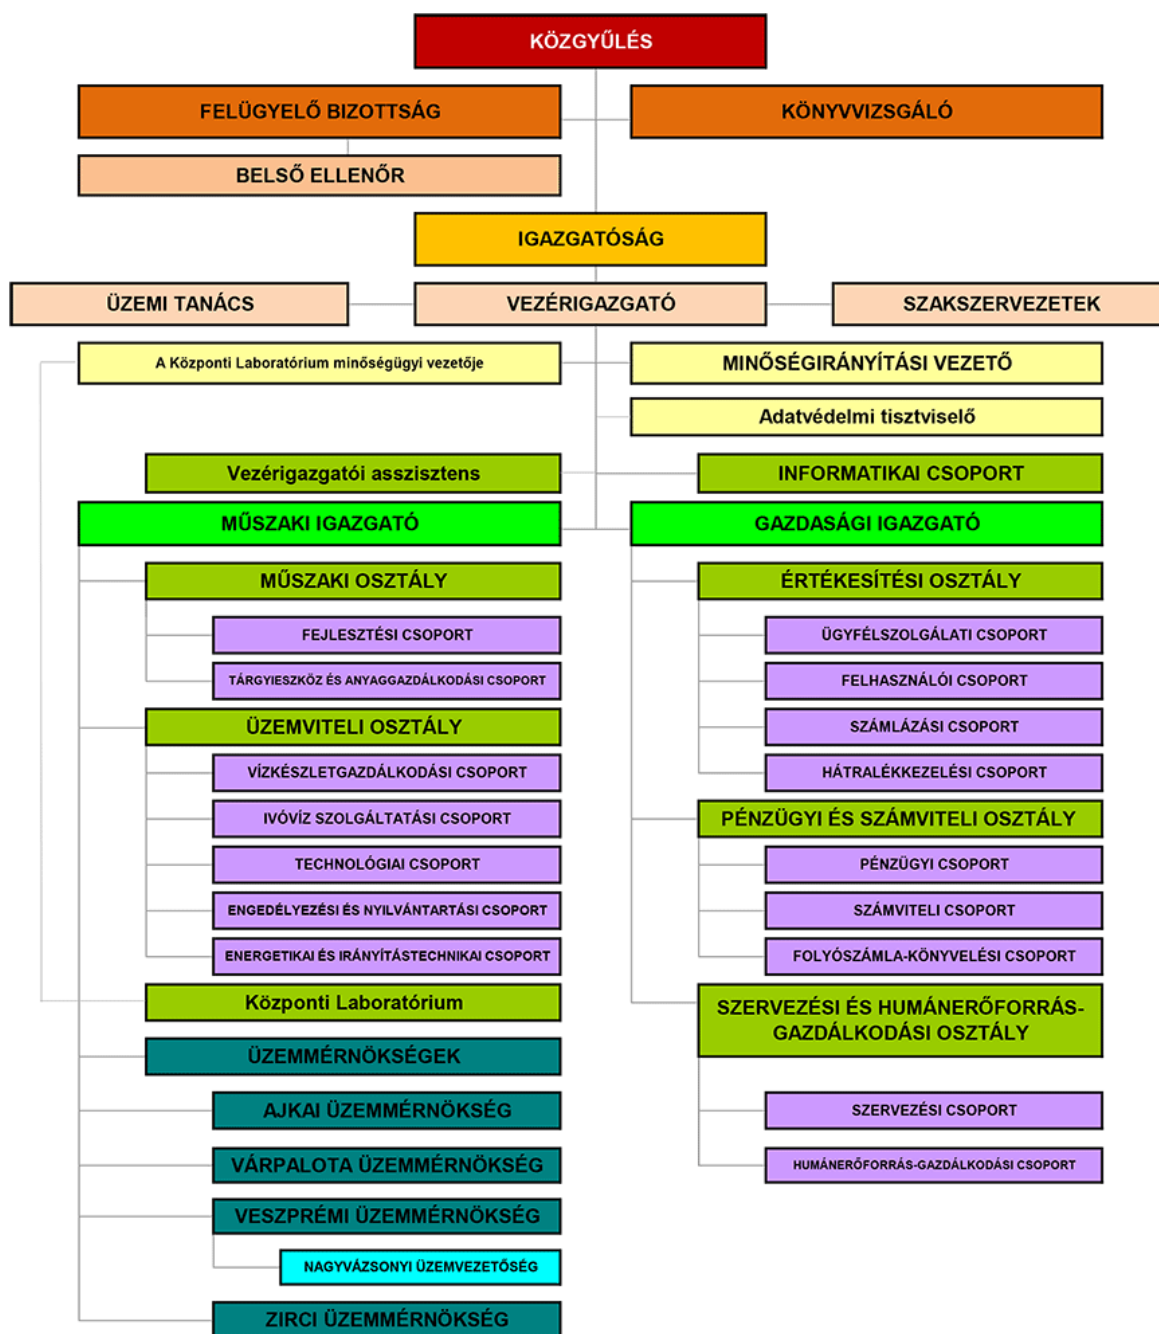 KÖZGYŰLÉS
FELÜGYELŐ BIZOTTSÁG
KÖNYVVIZSGÁLÓ
BELSŐ ELLENŐR
IGAZGATÓSÁG
ÜZEMI TANÁCS
VEZÉRIGAZGATÓ
SZAKSZERVEZETEK
A Központi Laboratórium minőségügyi vezetője
MINŐSÉGIRÁNYÍTÁSI VEZETŐ
Adatvédelmi tisztviselő
Vezérigazgatói asszisztens
INFORMATIKAI CSOPORT
MŰSZAKI IGAZGATÓ
GAZDASÁGI IGAZGATÓ
MŰSZAKI OSZTÁLY
FEJLESZTÉSI CSOPORT
TÁRGYIESZKÖZ ÉS ANYAGGAZDÁLKODÁSI CSOPORT
ÜZEMVITELI OSZTÁLY
VÍZKÉSZLETGAZDÁLKODÁSI CSOPORT
IVÓVÍZ SZOLGÁLTATÁSI CSOPORT
TECHNOLÓGIAI CSOPORT
ENGEDÉLYEZÉSI ÉS NYILVÁNTARTÁSI CSOPORT
ENERGETIKAI ÉS IRÁNYÍTÁSTECHNIKAI CSOPORT
Központi Laboratórium
ÜZEMMÉRNÖKSÉGEK
AJKAI ÜZEMMÉRNÖKSÉG
VÁRPALOTA ÜZEMMÉRNÖKSÉG
VESZPRÉMI ÜZEMMÉRNÖKSÉG
NAGYVÁZSONYI ÜZEMVEZETŐSÉG
ZIRCI ÜZEMMÉRNÖKSÉG
ÉRTÉKESÍTÉSI OSZTÁLY
ÜGYFÉLSZOLGÁLATI CSOPORT
FELHASZNÁLÓI CSOPORT
SZÁMLÁZÁSI CSOPORT
HÁTRALÉKKEZELÉSI CSOPORT
PÉNZÜGYI ÉS SZÁMVITELI OSZTÁLY
PÉNZÜGYI CSOPORT
SZÁMVITELI CSOPORT
FOLYÓSZÁMLA-KÖNYVELÉSI CSOPORT
SZERVEZÉSI ÉS HUMÁNERŐFORRÁS-
GAZDÁLKODÁSI OSZTÁLY
SZERVEZÉSI CSOPORT
HUMÁNERŐFORRÁS-GAZDÁLKODÁSI CSOPORT